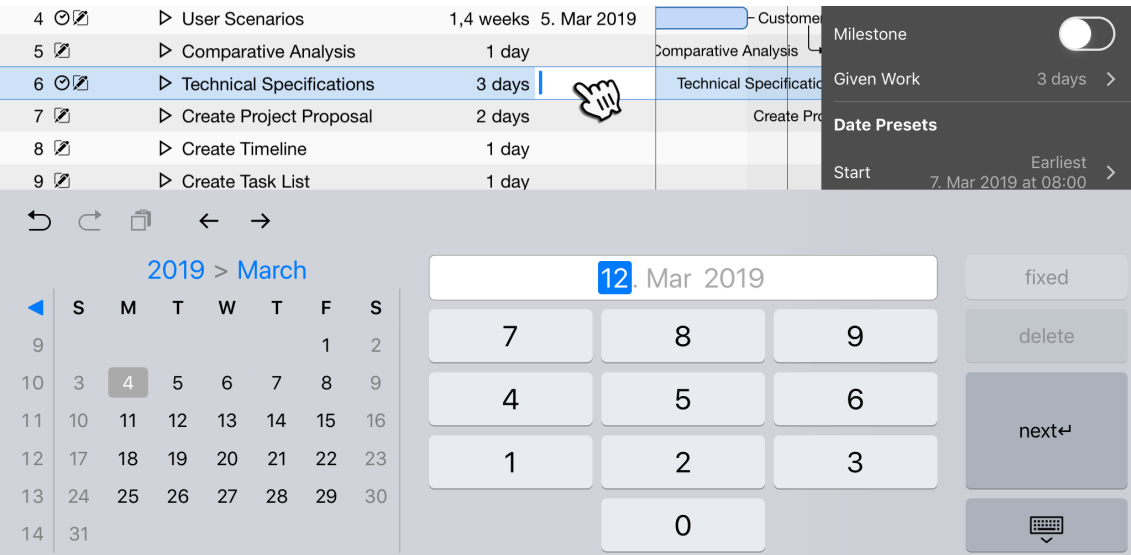 4 User Scenarios 1,4 weeks 5. Mar 2019
5 Comparative Analysis 1 day
6 Technical Specifications 3 days
7 Create Project Proposal 2 days
8 Create Timeline 1 day
9 Create Task List 1 day
Custome
Comparative Analysis
Technical Specificatio
Create Pro
Milestone
Given Work 3 days >
Date Presets
Start Earliest >
7. Mar 2019 at 08:00
2019 > March
S M T W T F S
9 1 2
10 3 4 5 6 7 8 9
11 10 11 12 13 14 15 16
12 17 18 19 20 21 22 23
13 24 25 26 27 28 29 30
14 31
12. Mar 2019
7 8 9
4 5 6
1 2 3
0
fixed
delete
next↵